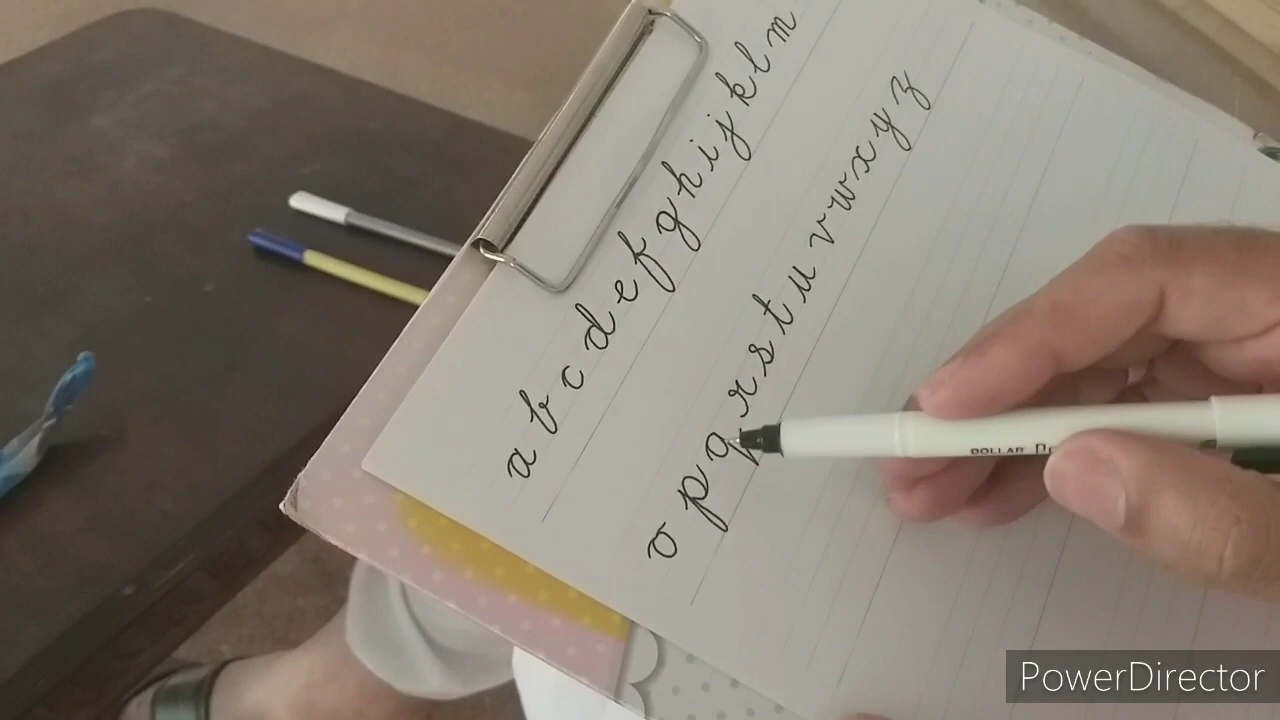 a b c d e f g h i j k l m
o p q r s t u v w x y z
DOLLAR
PowerDirector